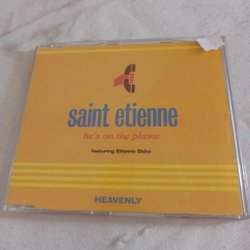 saint etienne
he's on the phone
featuring Etienne Daho
HEAVENLY